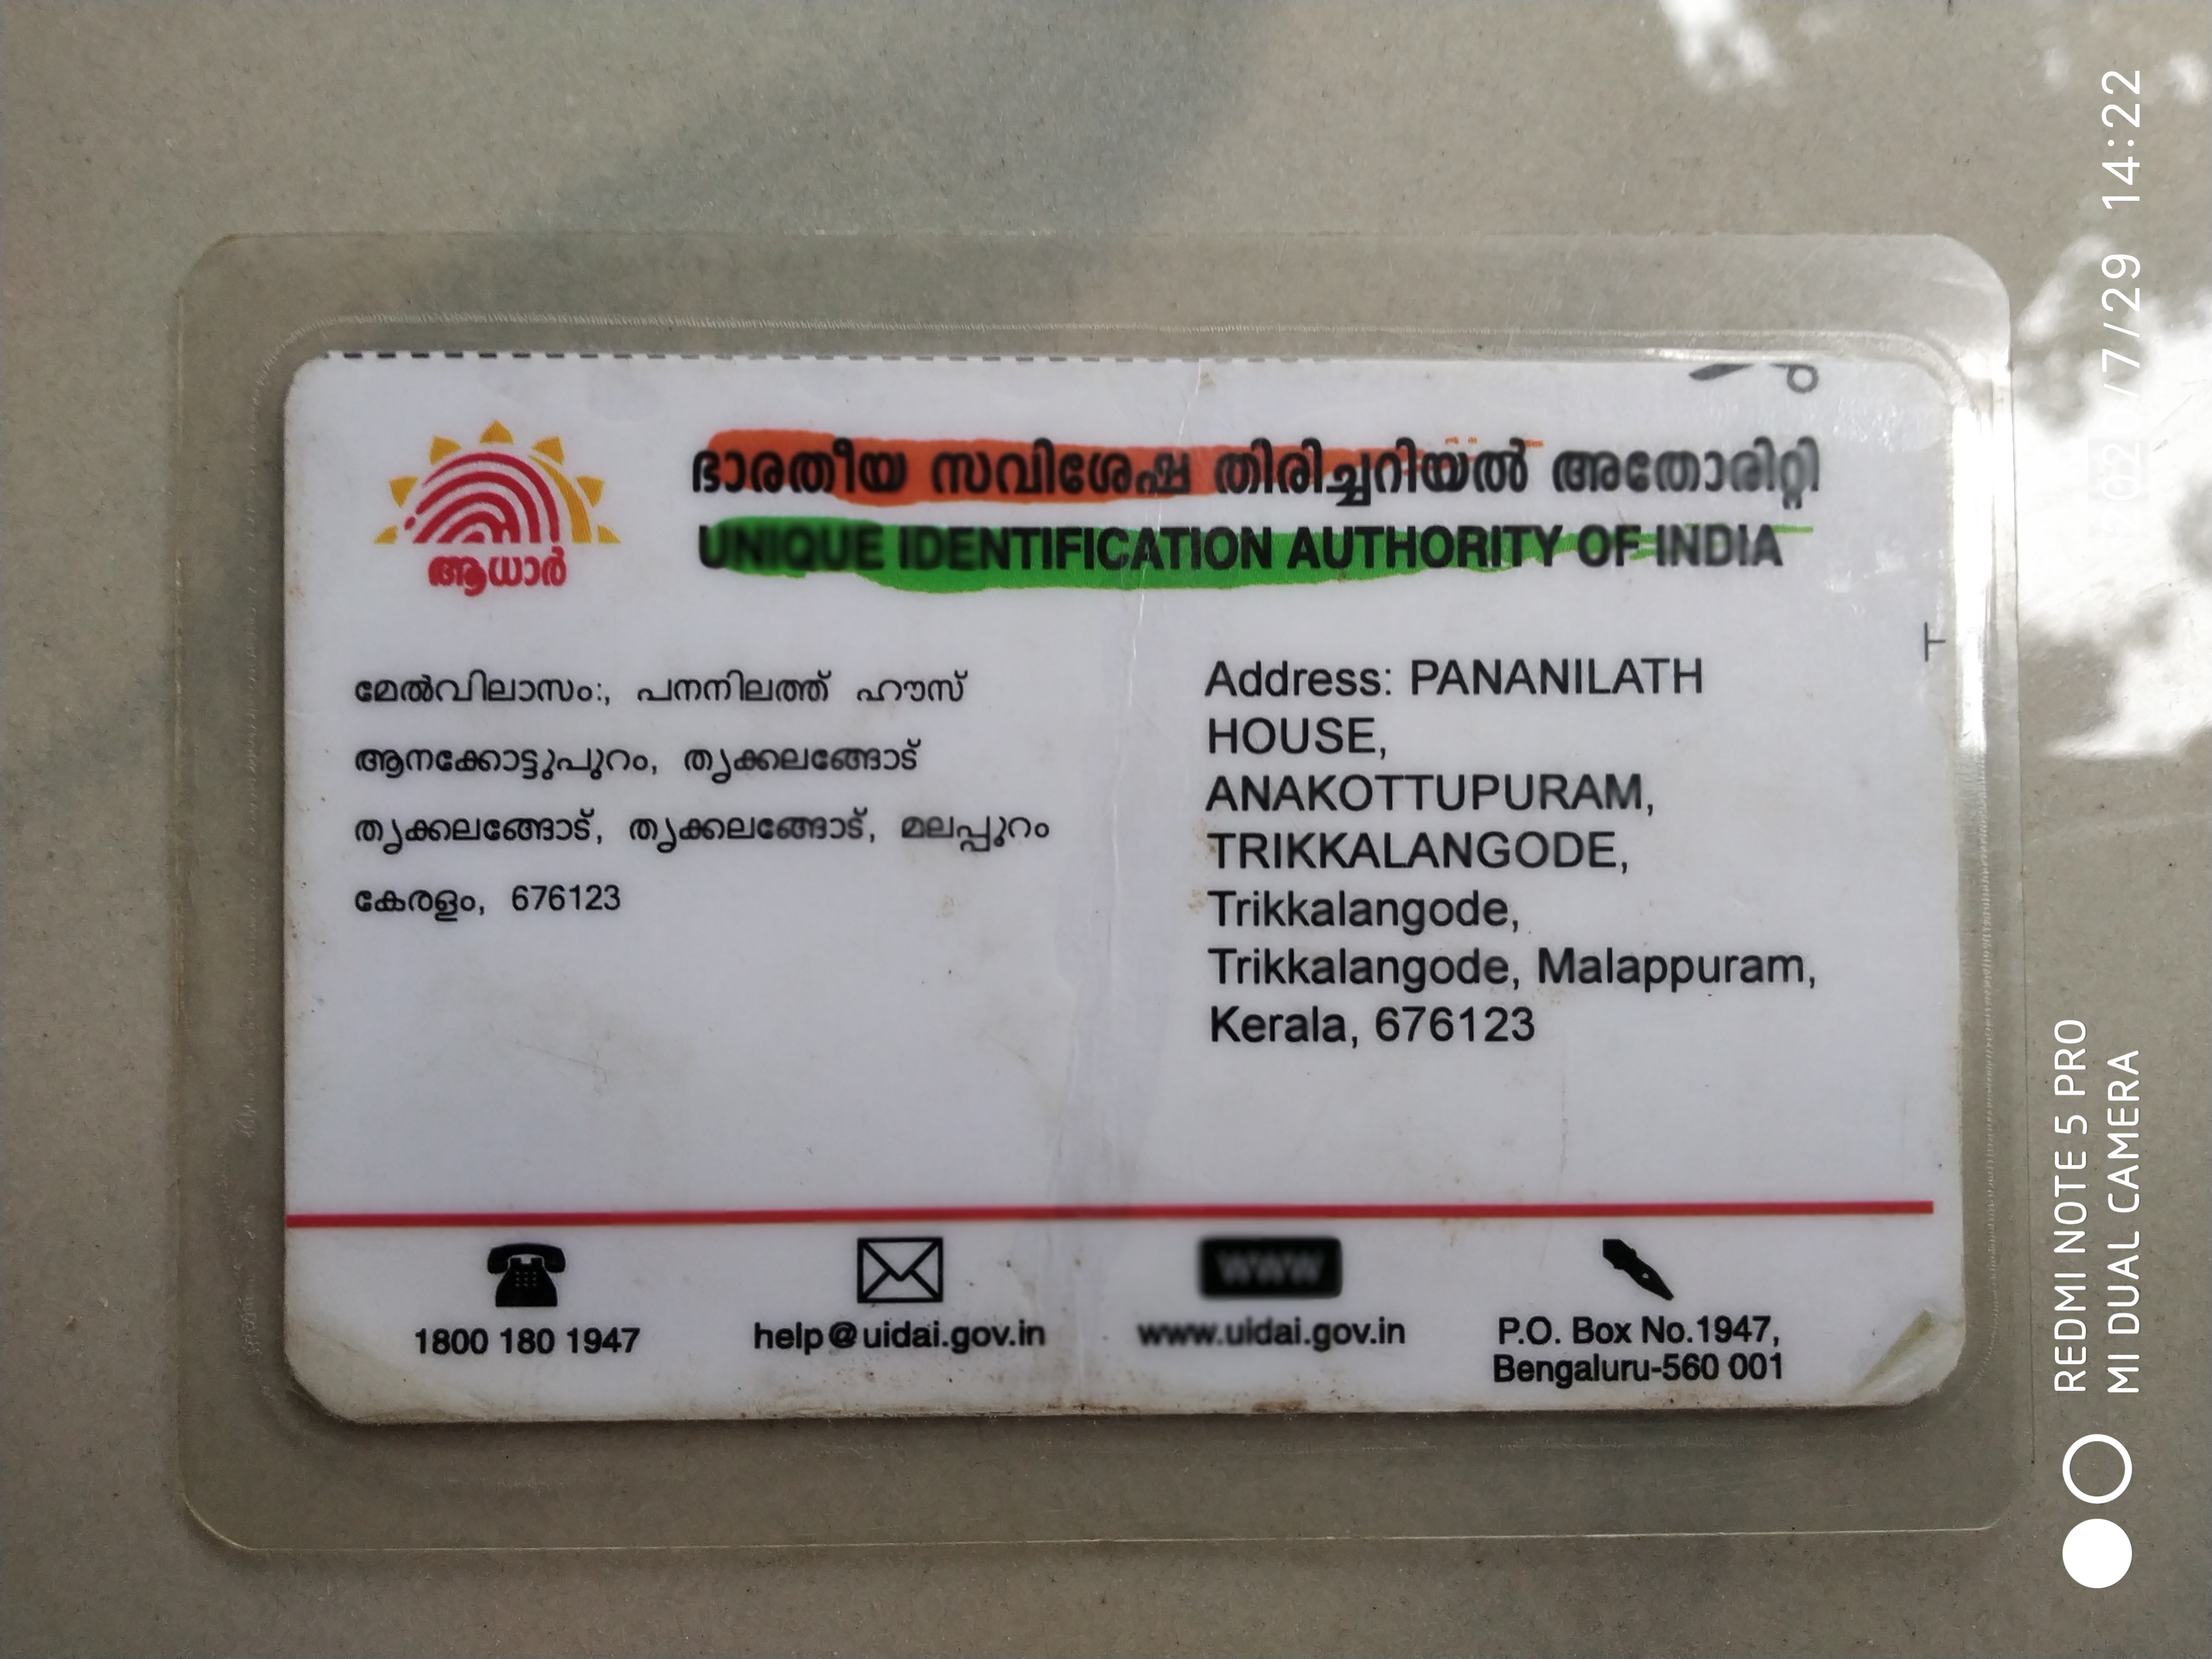 ഭാരതീയ സവിശേഷ തിരിച്ചറിയൽ അതോരിറ്റി
UNIQUE IDENTIFICATION AUTHORITY OF INDIA
ആധാർ
മേൽവിലാസം:, പനനിലത്ത് ഹൗസ്
ആനക്കോട്ടുപുറം, തൃക്കലങ്ങോട്
തൃക്കലങ്ങോട്, തൃക്കലങ്ങോട്, മലപ്പുറം
കേരളം, 676123
Address: PANANILATH
HOUSE,
ANAKOTTUPURAM,
TRIKKALANGODE,
Trikkalangode,
Trikkalangode, Malappuram,
Kerala, 676123
1800 180 1947
help@uidai.gov.in
WWW
www.uidai.gov.in
P.O. Box No.1947,
Bengaluru-560 001
REDMI NOTE 5 PRO
MI DUAL CAMERA
2020/7/29 14:22